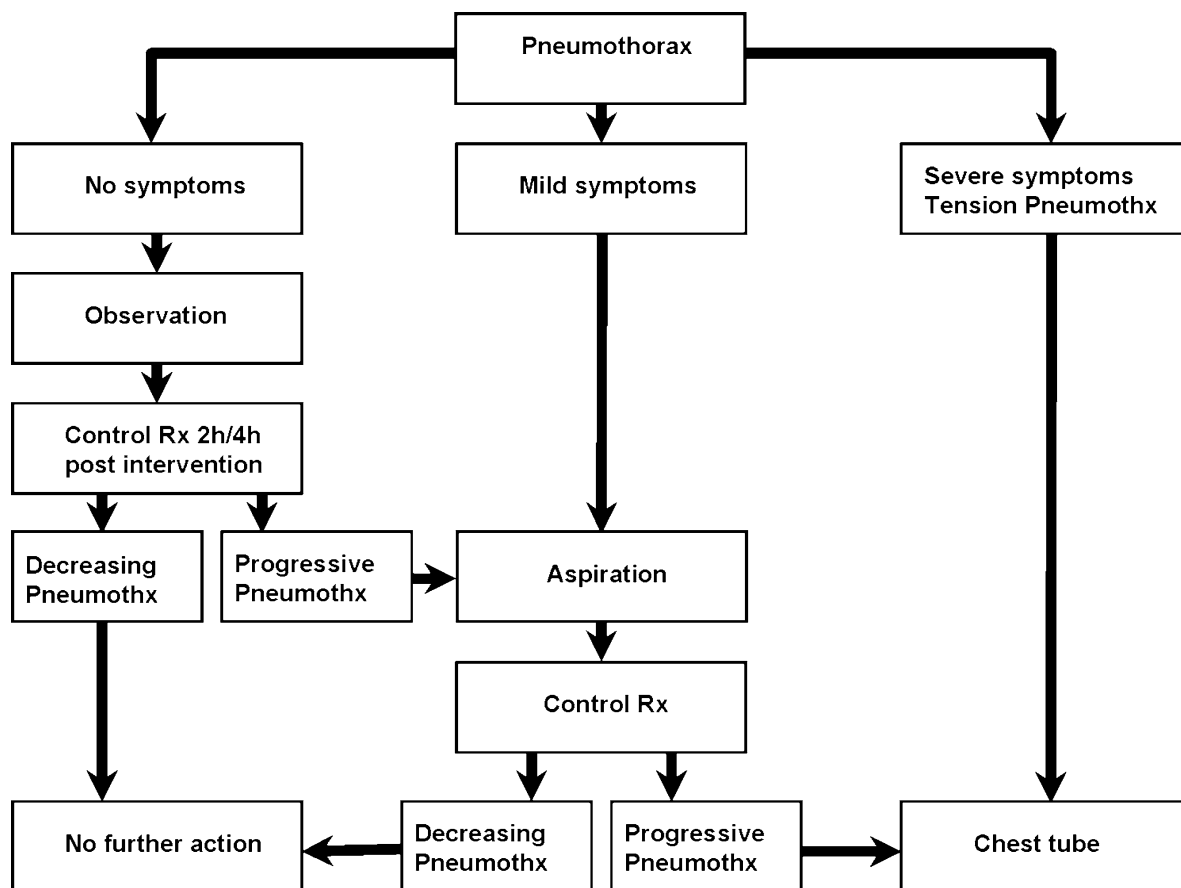 Pneumothorax
No symptoms
Mild symptoms
Severe symptoms
Tension Pneumothx
Observation
Control Rx 2h/4h
post intervention
Decreasing
Pneumothx
Progressive
Pneumothx
Aspiration
Control Rx
No further action
Decreasing
Pneumothx
Progressive
Pneumothx
Chest tube